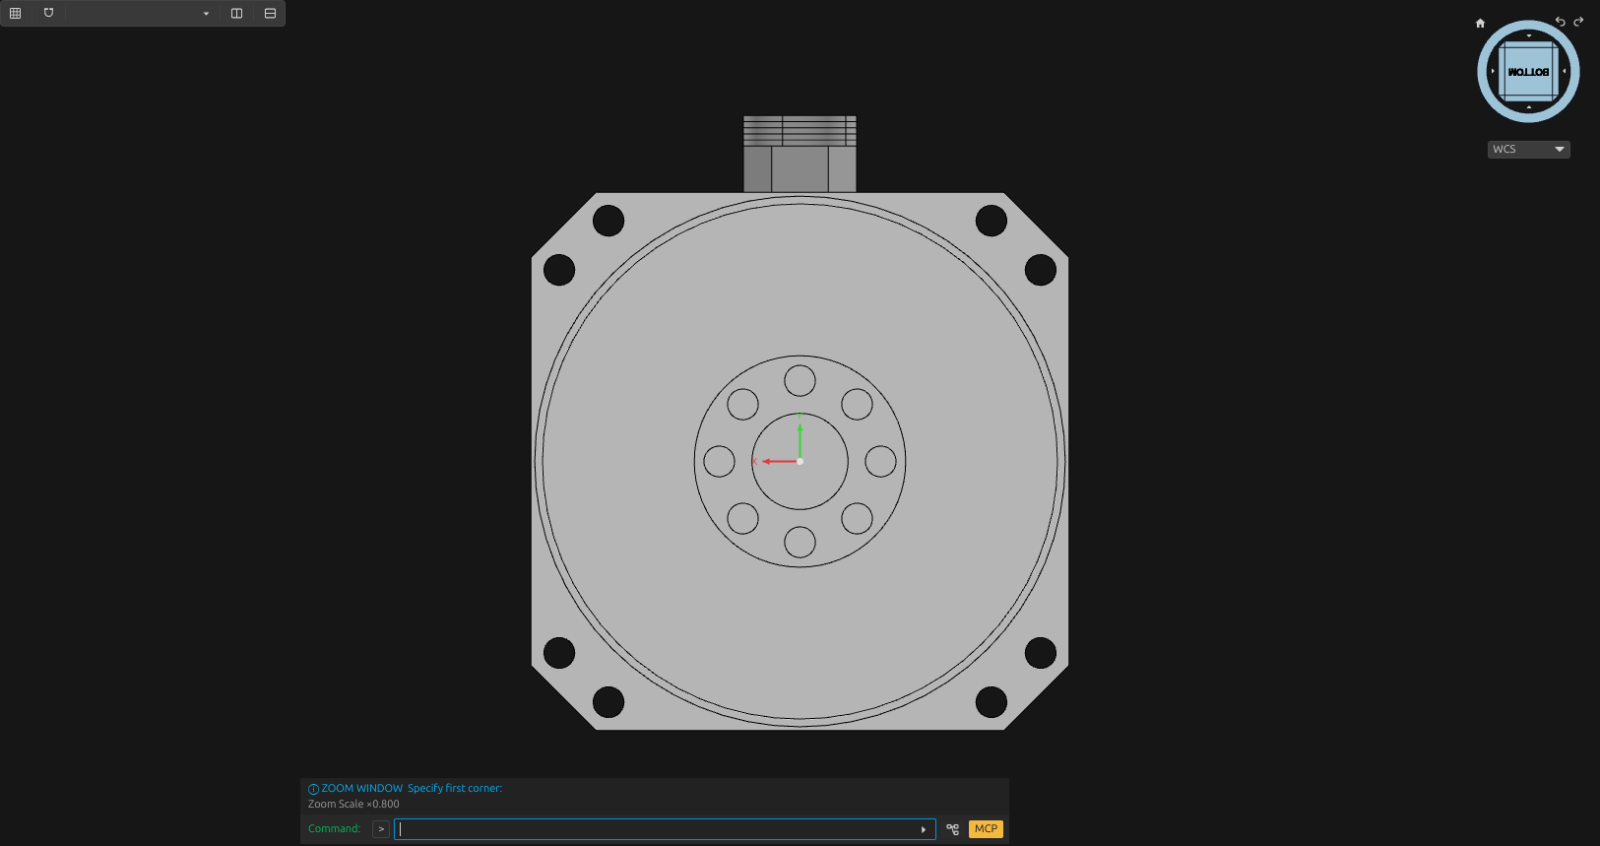 BOTTOM
WCS
Y
X
ZOOM WINDOW Specify first corner:
Zoom Scale ×0.800
Command: >
MCP